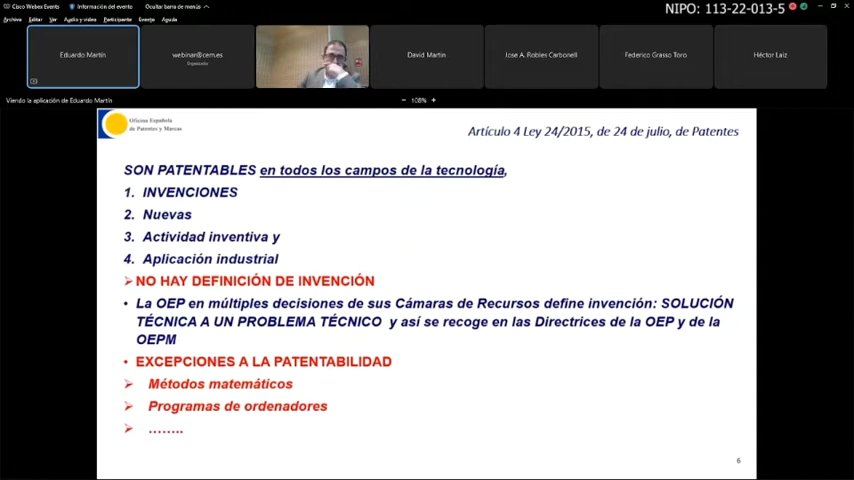 Cisco Webex Events
Información del evento
Ocultar barra de menús
NIPO: 113-22-013-5
Archivo Editar Ver Audio y vídeo Participante Evento Ayuda
Eduardo Martín
webinar@cem.es
Organizador
David Martín
Jose A. Robles Carbonell
Federico Grasso Toro
Héctor Laiz
Viendo la aplicación de Eduardo Martín
108%
Oficina Española
de Patentes y Marcas
Artículo 4 Ley 24/2015, de 24 de julio, de Patentes
SON PATENTABLES en todos los campos de la tecnología,
1. INVENCIONES
2. Nuevas
3. Actividad inventiva y
4. Aplicación industrial
NO HAY DEFINICIÓN DE INVENCIÓN
• La OEP en múltiples decisiones de sus Cámaras de Recursos define invención: SOLUCIÓN
TÉCNICA A UN PROBLEMA TÉCNICO y así se recoge en las Directrices de la OEP y de la
OEPM
• EXCEPCIONES A LA PATENTABILIDAD
Métodos matemáticos
Programas de ordenadores
........
6